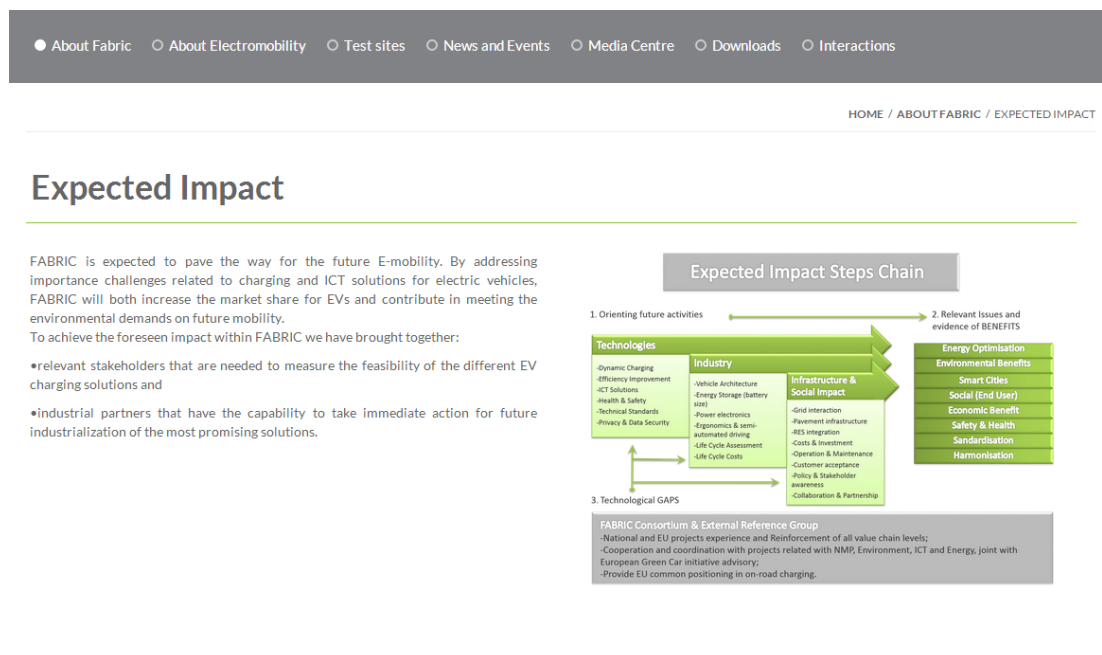 About Fabric About Electromobility Test sites News and Events Media Centre Downloads Interactions
HOME / ABOUT FABRIC / EXPECTED IMPACT
Expected Impact
FABRIC is expected to pave the way for the future E-mobility. By addressing
importance challenges related to charging and ICT solutions for electric vehicles,
FABRIC will both increase the market share for EVs and contribute in meeting the
environmental demands on future mobility.
To achieve the foreseen impact within FABRIC we have brought together:
•relevant stakeholders that are needed to measure the feasibility of the different EV
charging solutions and
•industrial partners that have the capability to take immediate action for future
industrialization of the most promising solutions.
Expected Impact Steps Chain
1. Orienting future activities
2. Relevant Issues and
evidence of BENEFITS
Technologies
-Dynamic Charging
-Efficiency Improvement
-ICT Solutions
-Health & Safety
-Technical Standards
-Privacy & Data Security
Industry
-Vehicle Architecture
-Energy Storage (battery
size)
-Power electronics
-Ergonomics & semi-
automated driving
-Life Cycle Assessment
-Life Cycle Costs
Infrastructure &
Social Impact
-Grid interaction
-Pavement infrastructure
-RES integration
-Costs & Investment
-Operation & Maintenance
-Customer acceptance
-Policy & Stakeholder
awareness
-Collaboration & Partnership
Energy Optimisation
Environmental Benefits
Smart Cities
Social (End User)
Economic Benefit
Safety & Health
Sandardisation
Harmonisation
3. Technological GAPS
FABRIC Consortium & External Reference Group
-National and EU projects experience and Reinforcement of all value chain levels;
-Cooperation and coordination with projects related with NMP, Environment, ICT and Energy, joint with
European Green Car initiative advisory;
-Provide EU common positioning in on-road charging.